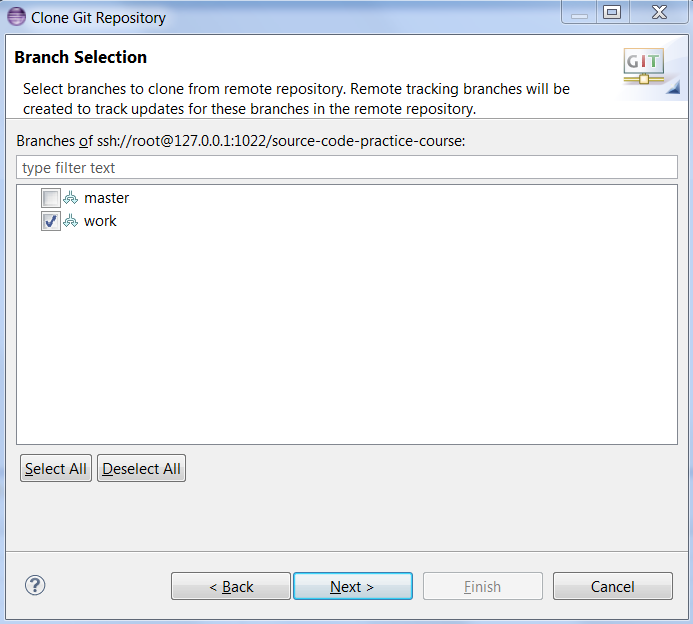 Clone Git Repository
Branch Selection
GIT
Select branches to clone from remote repository. Remote tracking branches will be
created to track updates for these branches in the remote repository.
Branches of ssh://root@127.0.0.1:1022/source-code-practice-course:
type filter text
master
work
Select All Deselect All
? < Back Next > Finish Cancel